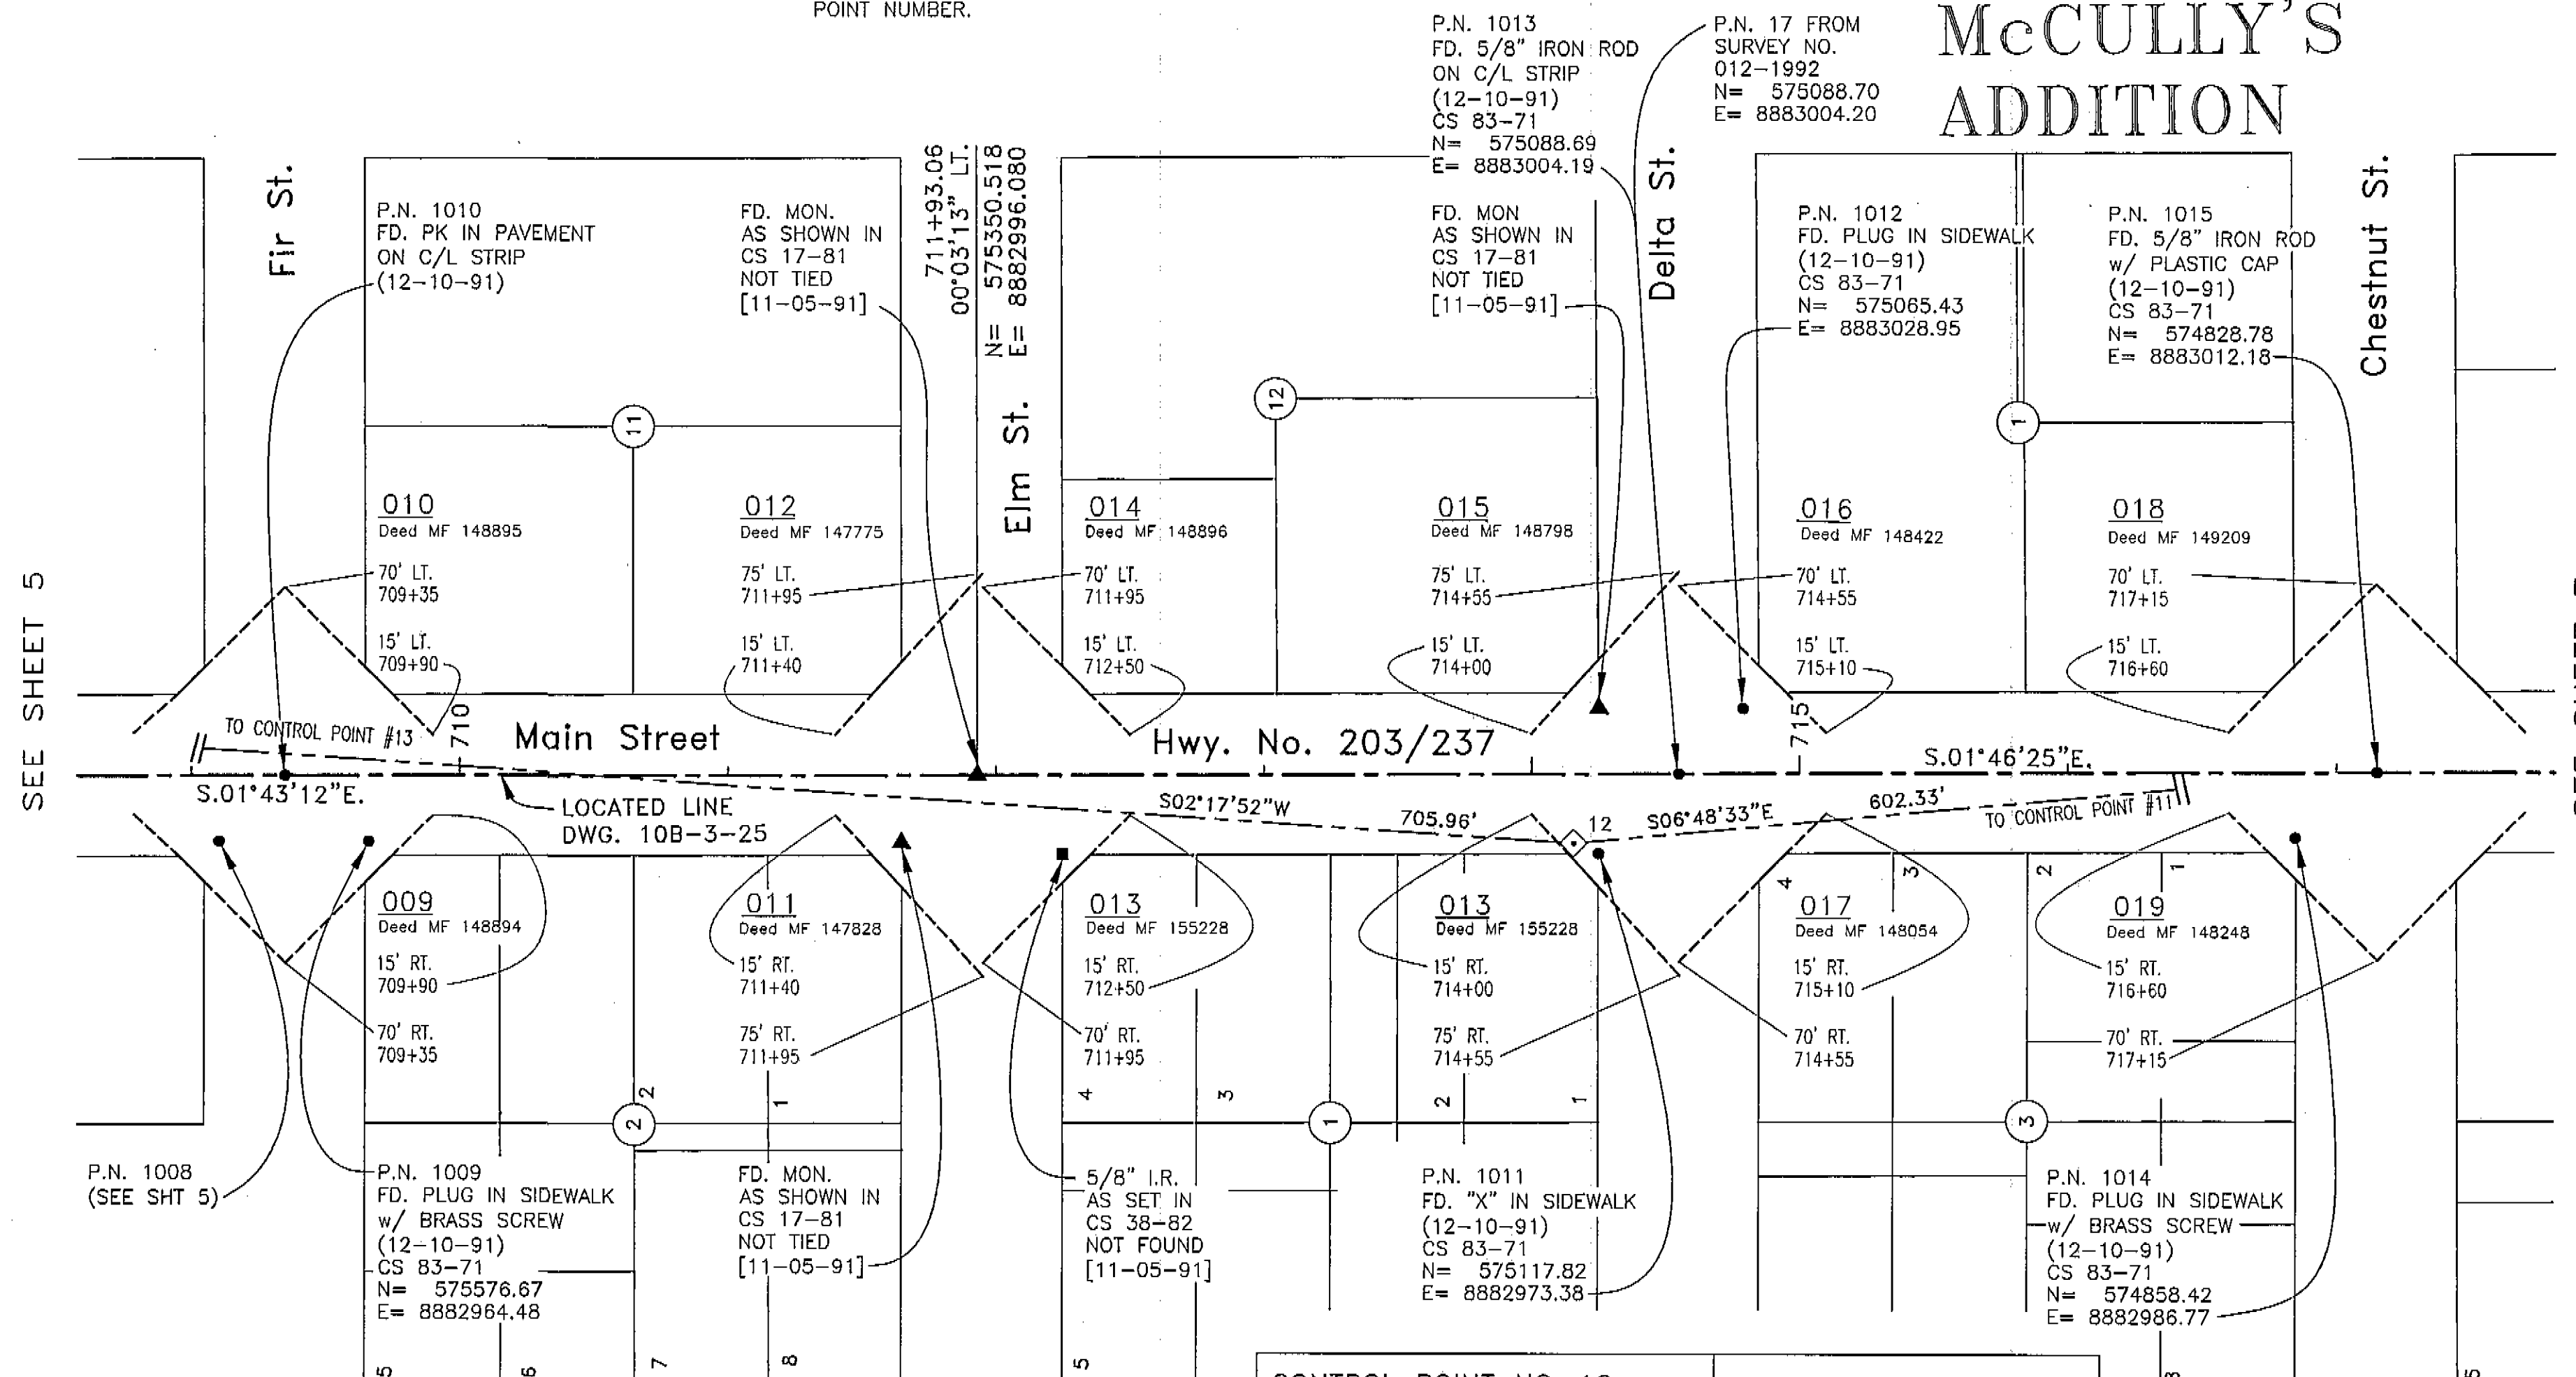 POINT NUMBER.
P.N. 1013
FD. 5/8" IRON ROD
ON C/L STRIP
(12-10-91)
CS 83-71
N= 575088.69
E= 8883004.19
P.N. 17 FROM
SURVEY NO.
012-1992
N= 575088.70
E= 8883004.20
McCULLY'S
ADDITION
Fir St.
P.N. 1010
FD. PK IN PAVEMENT
ON C/L STRIP
(12-10-91)
FD. MON.
AS SHOWN IN
CS 17-81
NOT TIED
[11-05-91]
711+93.06
00°03'13" LT.
N= 575350.518
E= 8882996.080
Elm St.
FD. MON
AS SHOWN IN
CS 17-81
NOT TIED
[11-05-91]
Delta St.
P.N. 1012
FD. PLUG IN SIDEWALK
(12-10-91)
CS 83-71
N= 575065.43
E= 8883028.95
P.N. 1015
FD. 5/8" IRON ROD
w/ PLASTIC CAP
(12-10-91)
CS 83-71
N= 574828.78
E= 8883012.18
Chestnut St.
11
12
1
SEE SHEET 5
010
Deed MF 148895
70' LT.
709+35
15' LT.
709+90
012
Deed MF 147775
75' LT.
711+95
15' LT.
711+40
014
Deed MF 148896
70' LT.
711+95
15' LT.
712+50
015
Deed MF 148798
75' LT.
714+55
15' LT.
714+00
016
Deed MF 148422
70' LT.
714+55
15' LT.
715+10
018
Deed MF 149209
70' LT.
717+15
15' LT.
716+60
TO CONTROL POINT #13
710
Main Street
Hwy. No. 203/237
715
S.01°46'25"E.
S.01°43'12"E.
LOCATED LINE
DWG. 10B-3-25
S02°17'52"W
705.96'
12
S06°48'33"E
602.33'
TO CONTROL POINT #11
009
Deed MF 148894
15' RT.
709+90
70' RT.
709+35
011
Deed MF 147828
15' RT.
711+40
75' RT.
711+95
013
Deed MF 155228
15' RT.
712+50
70' RT.
711+95
013
Deed MF 155228
15' RT.
714+00
75' RT.
714+55
4
3
2
1
017
Deed MF 148054
15' RT.
715+10
70' RT.
714+55
019
Deed MF 148248
15' RT.
716+60
70' RT.
717+15
2
1
4
3
2
1
2
1
3
P.N. 1008
(SEE SHT 5)
P.N. 1009
FD. PLUG IN SIDEWALK
w/ BRASS SCREW
(12-10-91)
CS 83-71
N= 575576.67
E= 8882964.48
FD. MON.
AS SHOWN IN
CS 17-81
NOT TIED
[11-05-91]
5/8" I.R.
AS SET IN
CS 38-82
NOT FOUND
[11-05-91]
P.N. 1011
FD. "X" IN SIDEWALK
(12-10-91)
CS 83-71
N= 575117.82
E= 8882973.38
P.N. 1014
FD. PLUG IN SIDEWALK
w/ BRASS SCREW
(12-10-91)
CS 83-71
N= 574858.42
E= 8882986.77
5
6
7
8
5